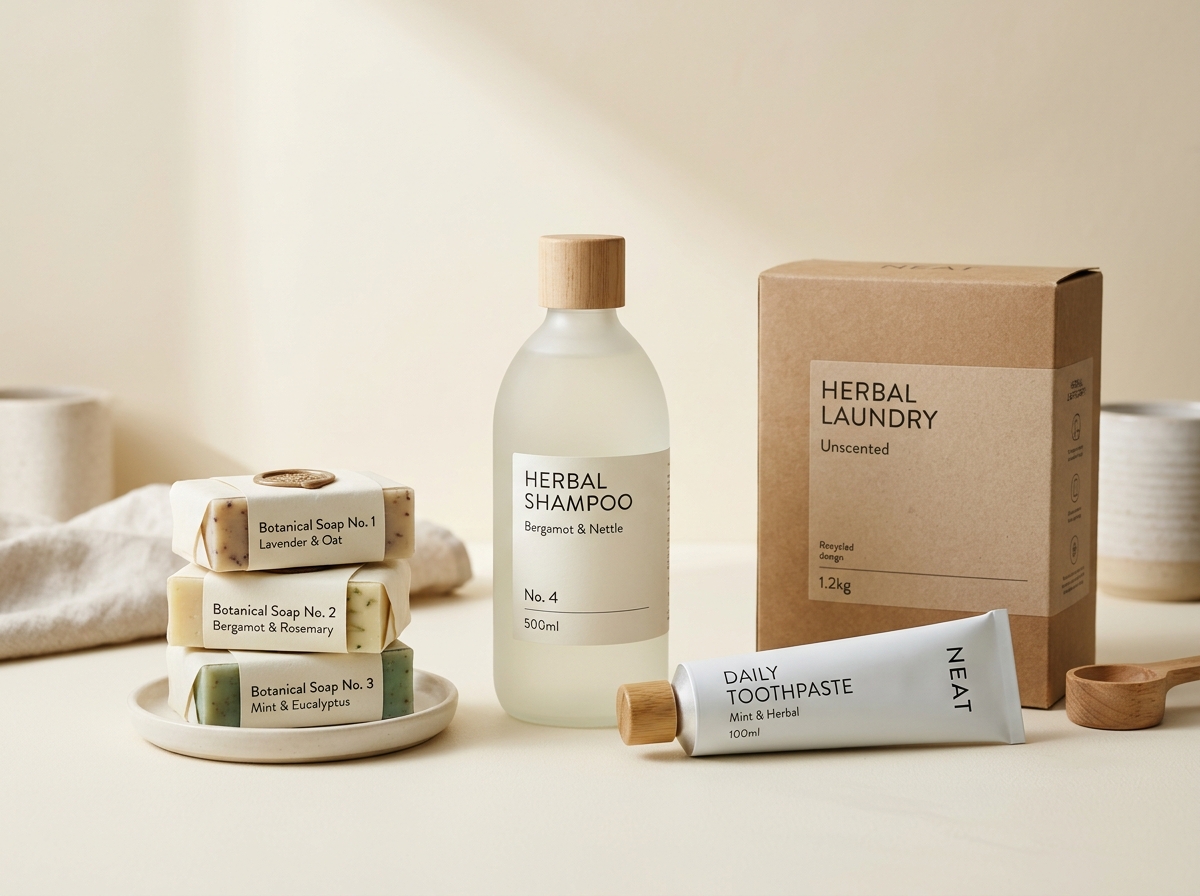 Botanical Soap No. 1
Lavender & Oat
Botanical Soap No. 2
Bergamot & Rosemary
Botanical Soap No. 3
Mint & Eucalyptus
HERBAL
SHAMPOO
Bergamot & Nettle
No. 4
500ml
NEAT
HERBAL
LAUNDRY
Unscented
Recyclad
dongn
1.2kg
DAILY
TOOTHPASTE
Mint & Herbal
100ml
NEAT